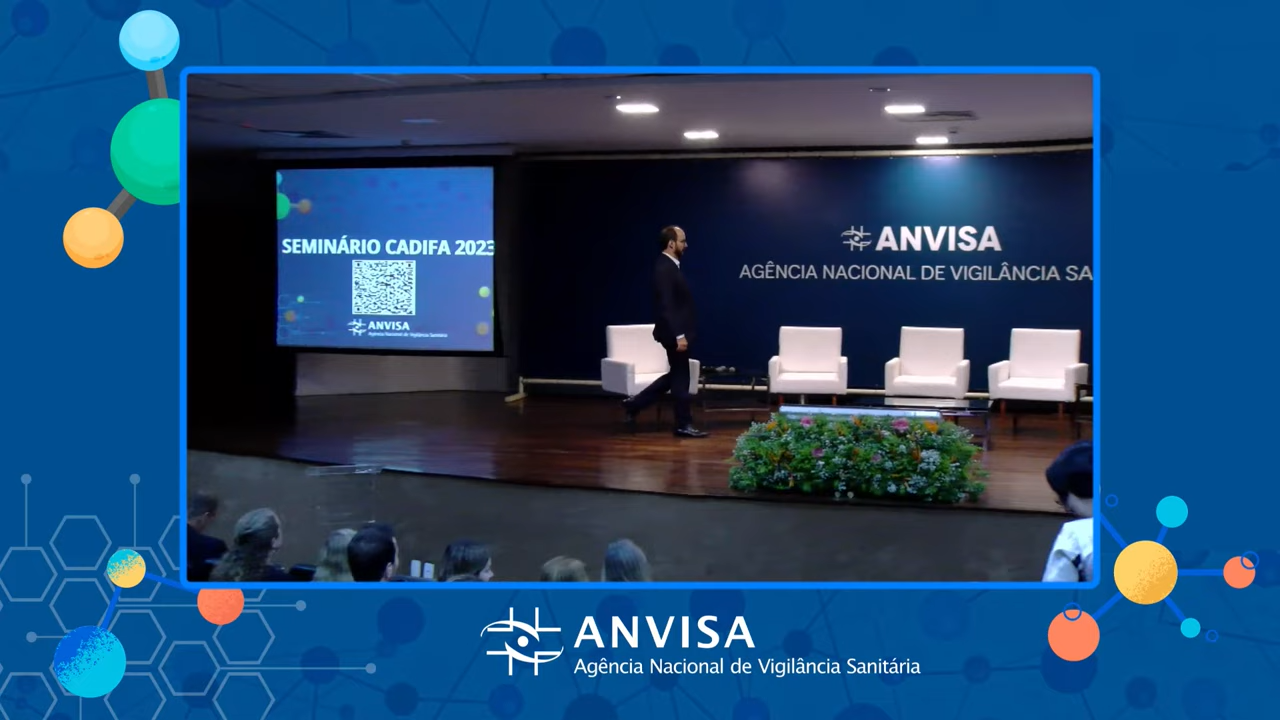 SEMINÁRIO CADIFA 2023
ANVISA
Agência Nacional de Vigilância Sanitária
ANVISA
AGÊNCIA NACIONAL DE VIGILÂNCIA SA
ANVISA
Agência Nacional de Vigilância Sanitária